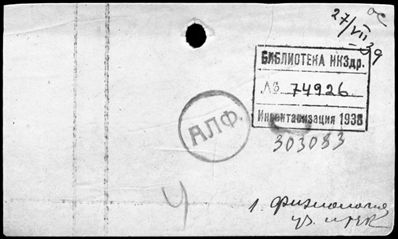 27/VII-39
БИБЛИОТЕКА НКЗдр.
№ 74926
Инвентаризация 1938
АЛФ.
303083
1. Физиология